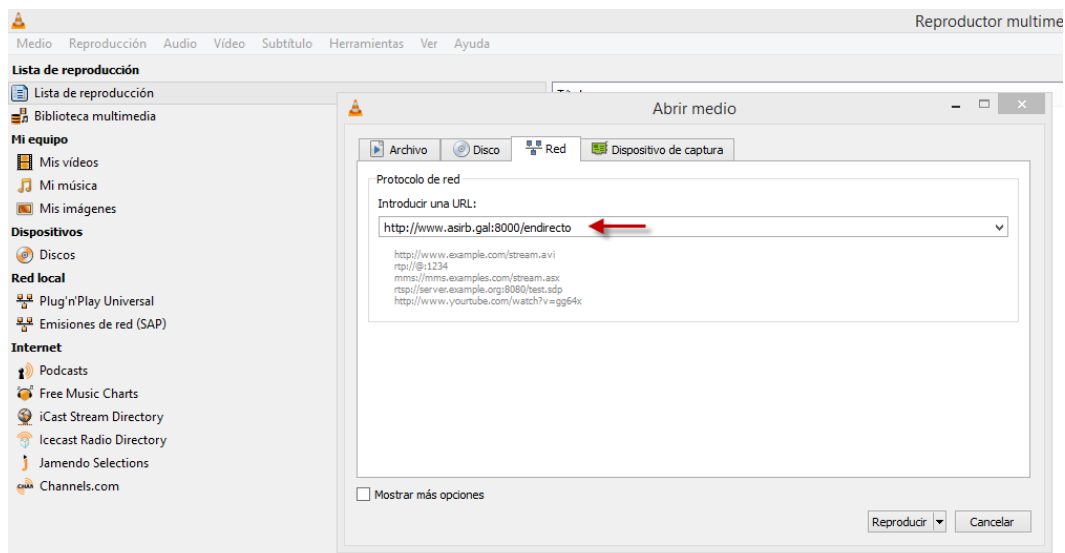 Reproductor multime
Medio Reproducción Audio Vídeo Subtítulo Herramientas Ver Ayuda
Lista de reproducción
Lista de reproducción
Biblioteca multimedia
Mi equipo
Mis vídeos
Mi música
Mis imágenes
Dispositivos
Discos
Red local
Plug'n'Play Universal
Emisiones de red (SAP)
Internet
Podcasts
Free Music Charts
iCast Stream Directory
Icecast Radio Directory
Jamendo Selections
Channels.com
Abrir medio
Archivo Disco Red Dispositivo de captura
Protocolo de red
Introducir una URL:
http://www.asirb.gal:8000/endirecto
http://www.example.com/stream.avi
rtp://@:1234
mms://mms.examples.com/stream.asx
rtsp://server.example.org:8080/test.sdp
http://www.yourtube.com/watch?v=gg64x
Mostrar más opciones
Reproducir Cancelar